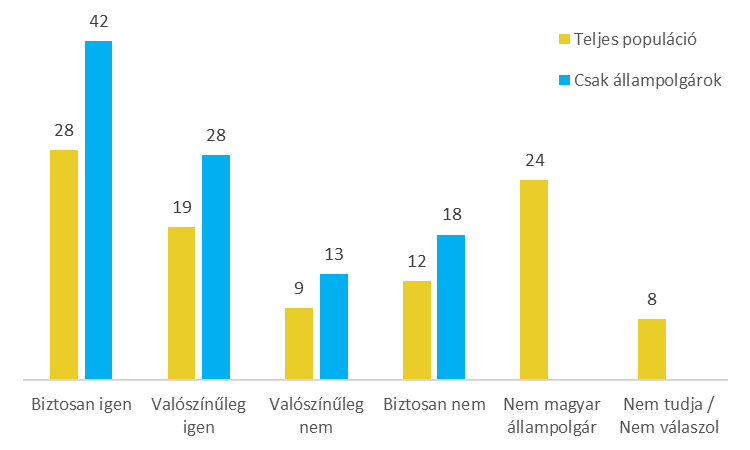 42
Teljes populáció
Csak állampolgárok
28
28
24
19
18
13
12
9
8
Biztosan igen
Valószínűleg
igen
Valószínűleg
nem
Biztosan nem
Nem magyar
állampolgár
Nem tudja /
Nem válaszol